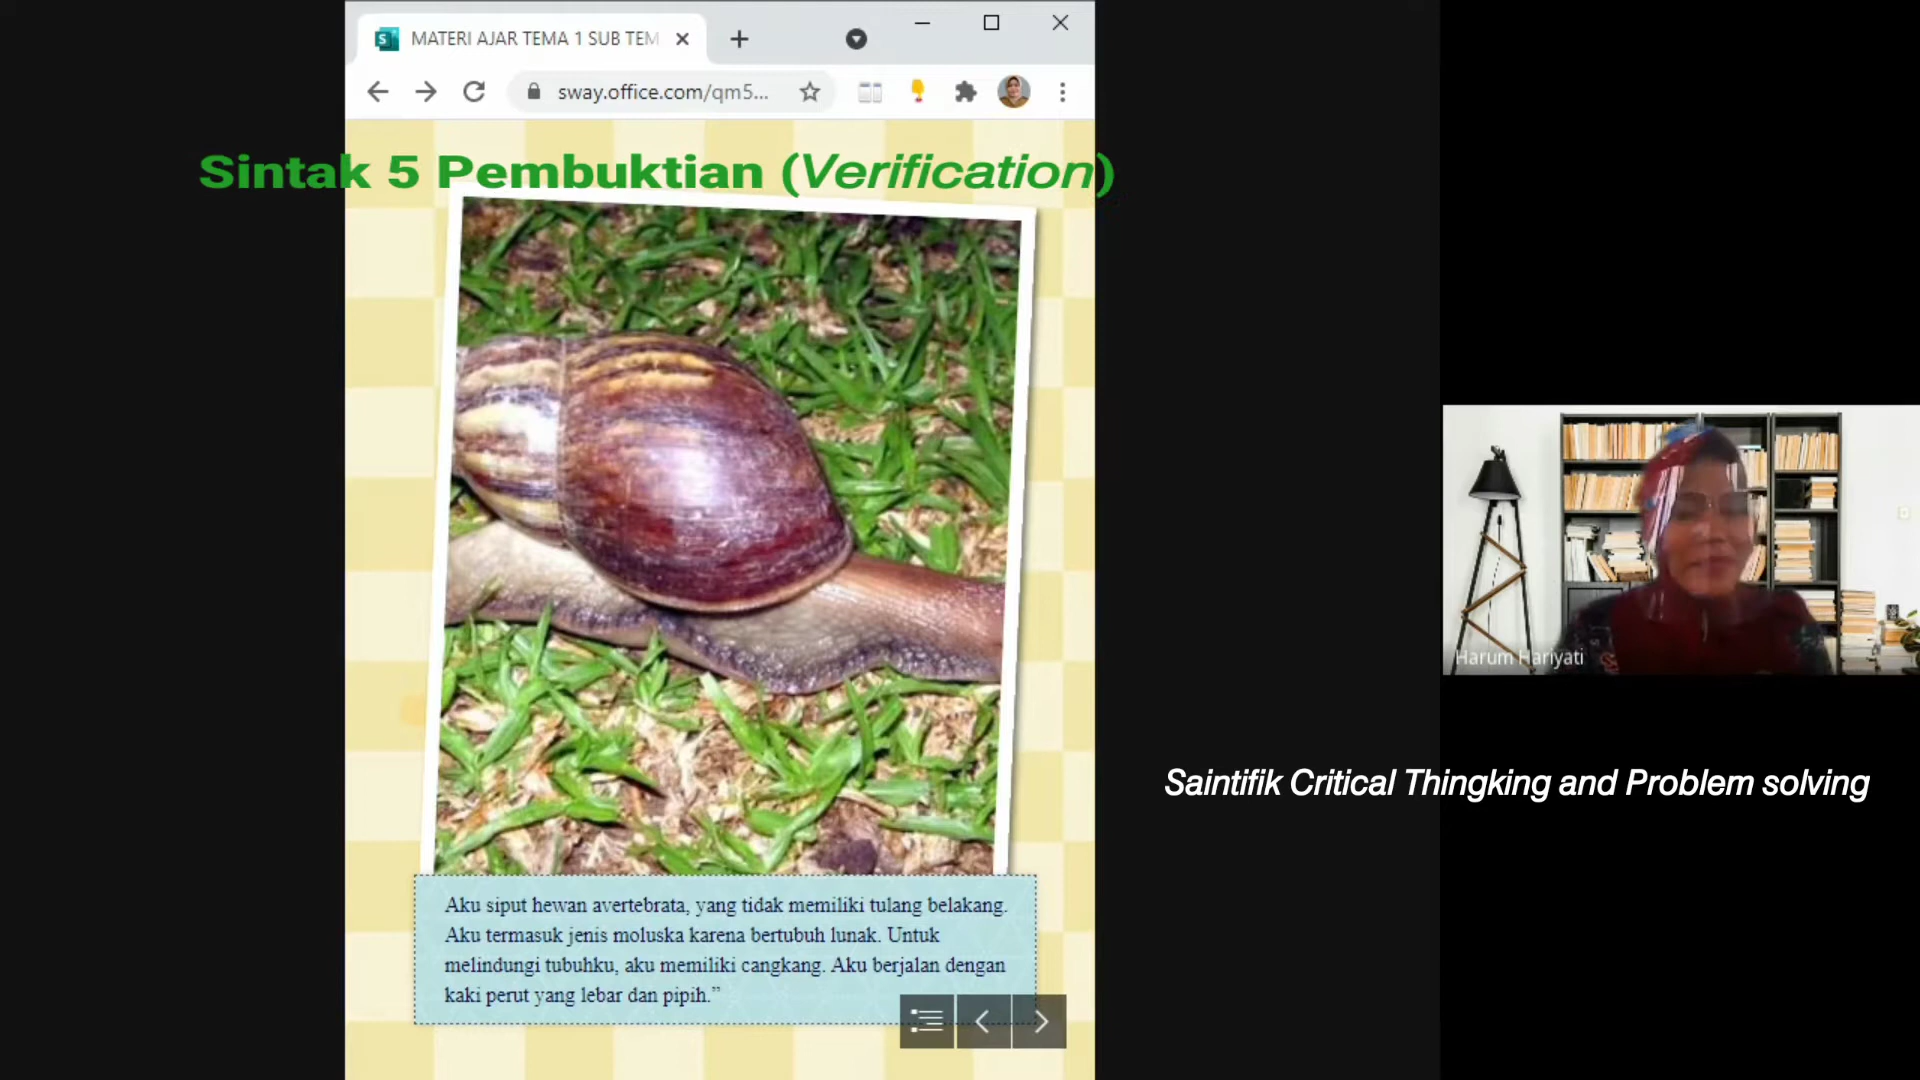 MATERI AJAR TEMA 1 SUB TEM
sway.office.com/qm5...
Sintak 5 Pembuktian (Verification)
Harum Hariyati
Saintifik Critical Thingking and Problem solving
Aku siput hewan avertebrata, yang tidak memiliki tulang belakang.
Aku termasuk jenis moluska karena bertubuh lunak. Untuk
melindungi tubuhku, aku memiliki cangkang. Aku berjalan dengan
kaki perut yang lebar dan pipih.”